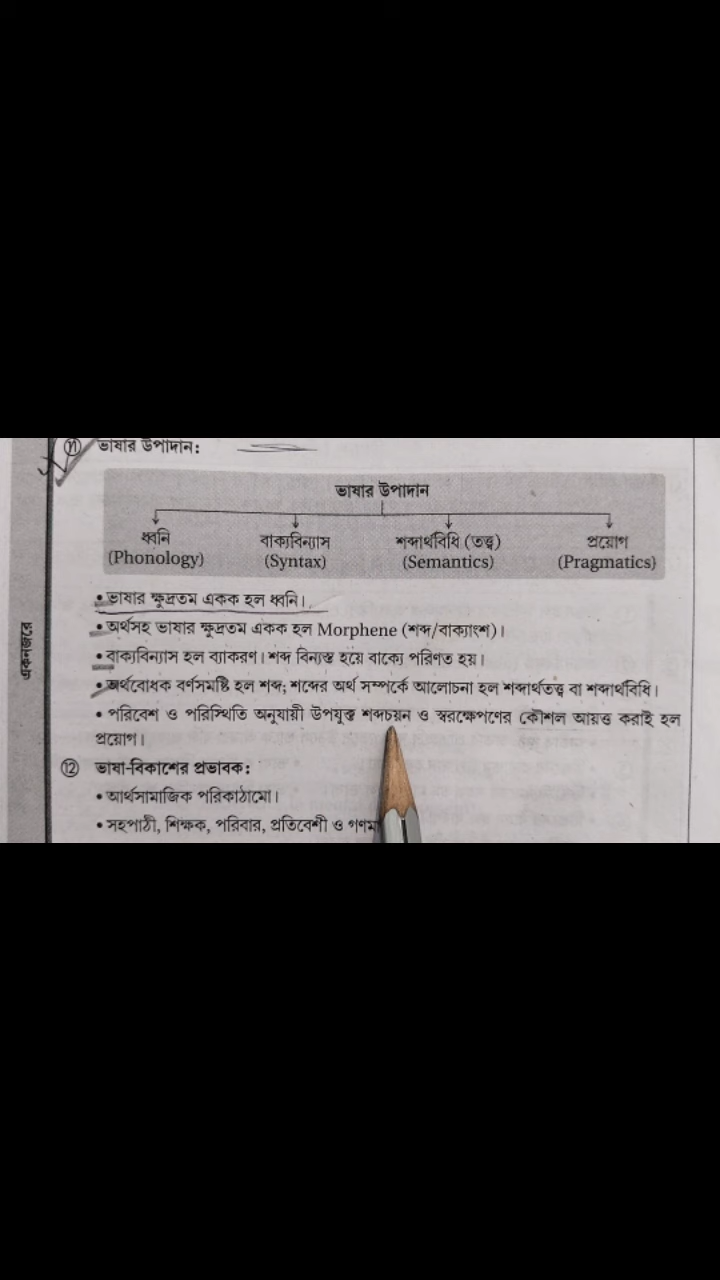 ⑪ ভাষার উপাদান:
ভাষার উপাদান
ধ্বনি বাক্যবিন্যাস শব্দার্থবিধি (তত্ত্ব) প্রয়োগ
(Phonology) (Syntax) (Semantics) (Pragmatics)
• ভাষার ক্ষুদ্রতম একক হল ধ্বনি।
• অর্থসহ ভাষার ক্ষুদ্রতম একক হল Morphene (শব্দ/বাক্যাংশ)।
• বাক্যবিন্যাস হল ব্যাকরণ। শব্দ বিন্যস্ত হয়ে বাক্যে পরিণত হয়।
• অর্থবোধক বর্ণসমষ্টি হল শব্দ; শব্দের অর্থ সম্পর্কে আলোচনা হল শব্দার্থতত্ত্ব বা শব্দার্থবিধি।
• পরিবেশ ও পরিস্থিতি অনুযায়ী উপযুক্ত শব্দচয়ন ও স্বরক্ষেপণের কৌশল আয়ত্ত করাই হল
প্রয়োগ।
⑫ ভাষা-বিকাশের প্রভাবক:
• আর্থসামাজিক পরিকাঠামো।
• সহপাঠী, শিক্ষক, পরিবার, প্রতিবেশী ও
একনজরে